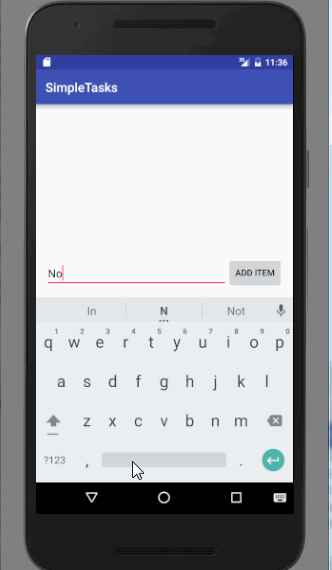 11:36
SimpleTasks
No
ADD ITEM
In N Not
1 2 3 4 5 6 7 8 9 0
q w e r t y u i o p
a s d f g h j k l
z x c v b n m
?123 , .